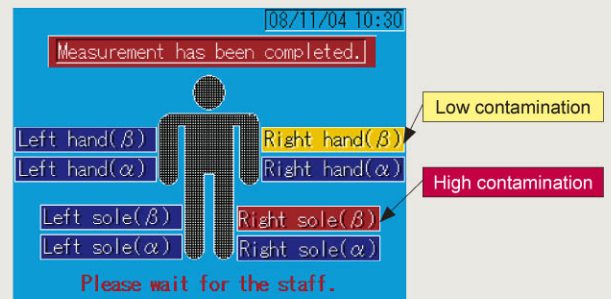 08/11/04 10:30
Measurement has been completed.
Low contamination
Left hand(β)
Right hand(β)
Left hand(α)
Right hand(α)
High contamination
Left sole(β)
Right sole(β)
Left sole(α)
Right sole(α)
Please wait for the staff.